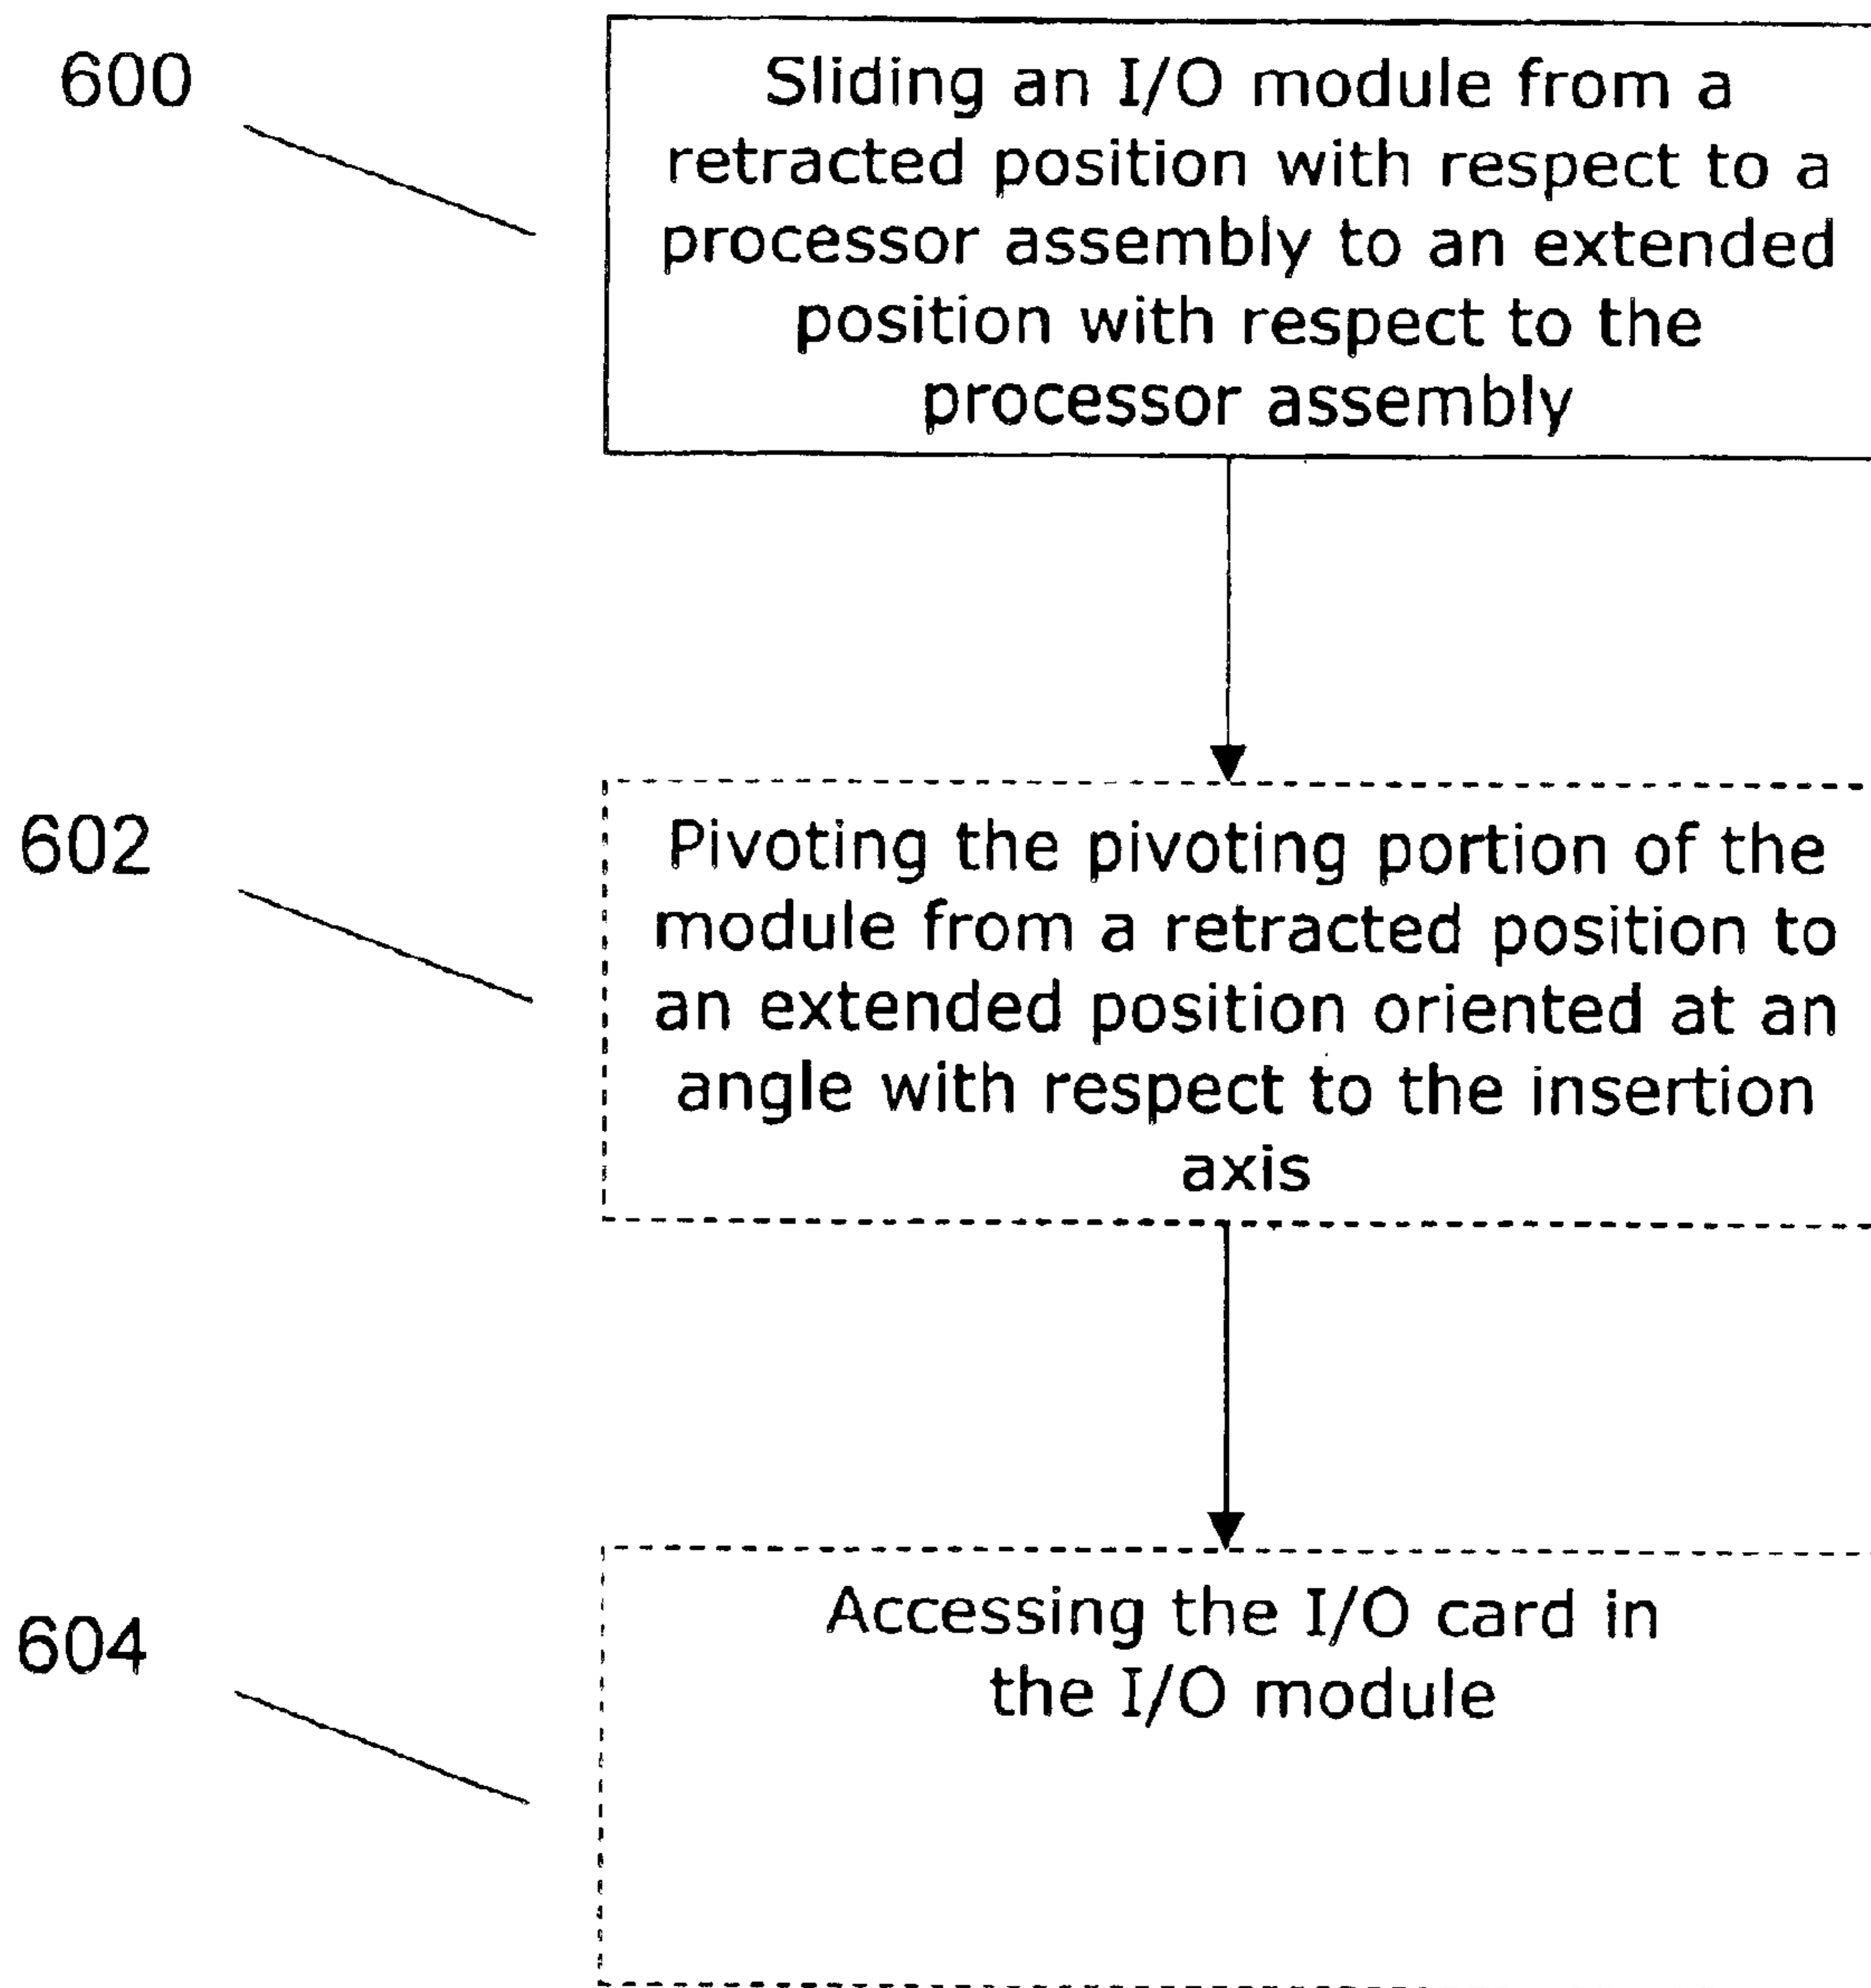 600
Sliding an I/O module from a
retracted position with respect to a
processor assembly to an extended
position with respect to the
processor assembly
602
Pivoting the pivoting portion of the
module from a retracted position to
an extended position oriented at an
angle with respect to the insertion
axis
604
Accessing the I/O card in
the I/O module